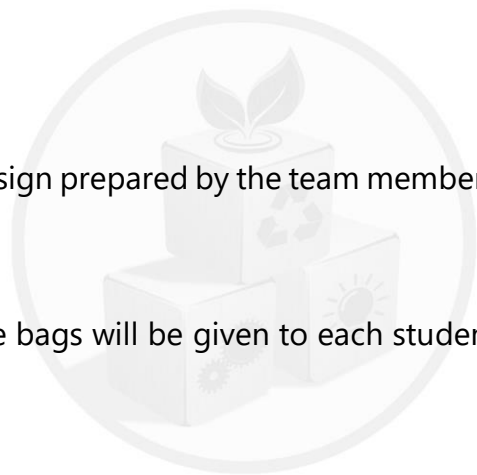 sign prepared by the team member
e bags will be given to each studen